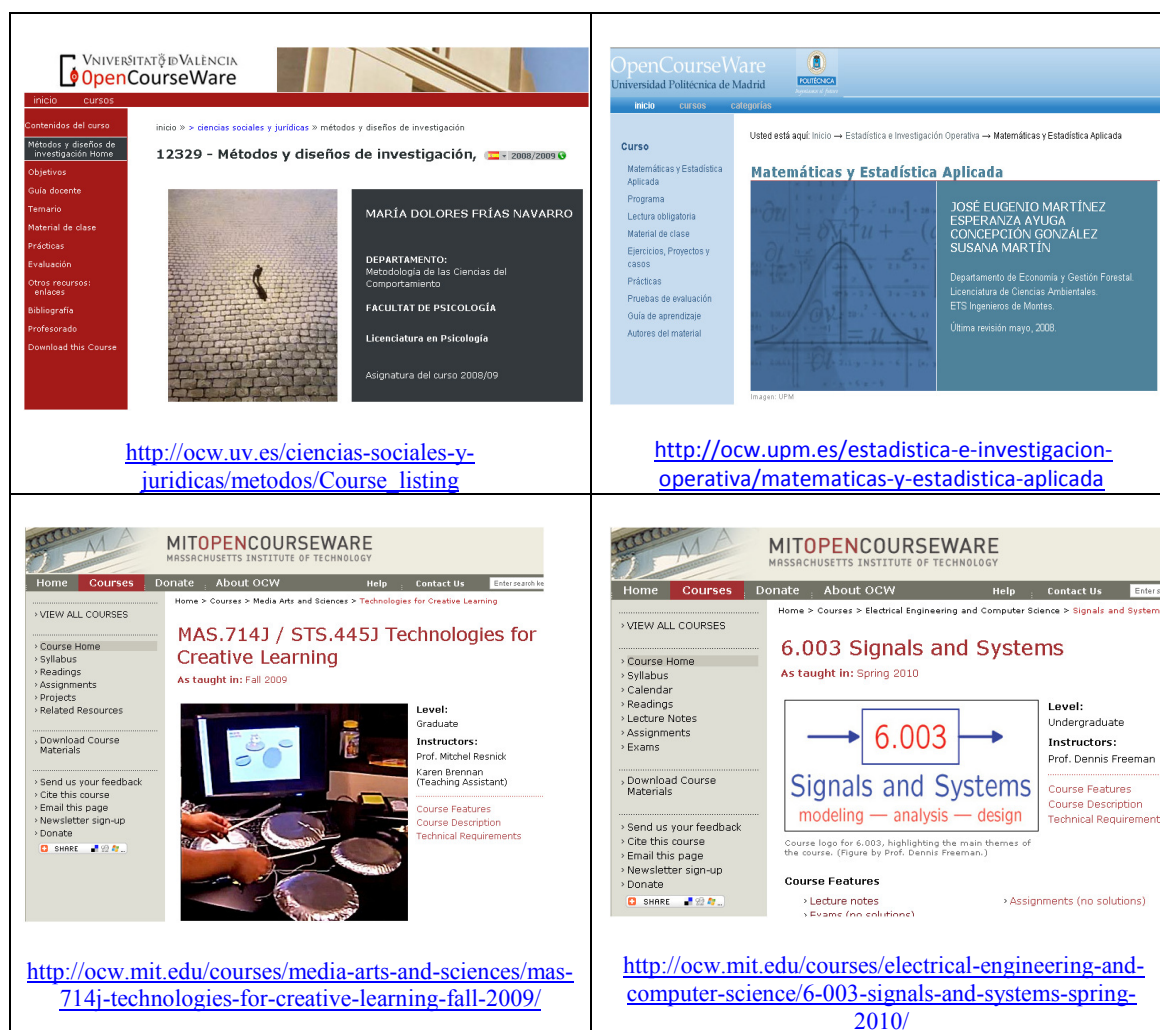 VNIVERSITATĢ IDVALÈNCIA
OpenCourseWare
inicio cursos
Contenidos del curso
Métodos y diseños de
investigación Home
Objetivos
Guía docente
Temario
Material de clase
Prácticas
Evaluación
Otros recursos:
enlaces
Bibliografía
Profesorado
Download this Course
inicio » > ciencias sociales y jurídicas » métodos y diseños de investigación
12329 - Métodos y diseños de investigación, 2008/2009
MARÍA DOLORES FRÍAS NAVARRO
DEPARTAMENTO:
Metodología de las Ciencias del
Comportamiento
FACULTAT DE PSICOLOGÍA
Licenciatura en Psicología
Asignatura del curso 2008/09
http://ocw.uv.es/ciencias-sociales-y-
juridicas/metodos/Course_listing
OpenCourseWare
Universidad Politécnica de Madrid
POLITÉCNICA
inicio cursos categorías
Curso
Matemáticas y Estadística
Aplicada
Programa
Lectura obligatoria
Material de clase
Ejercicios, Proyectos y
casos
Prácticas
Pruebas de evaluación
Guía de aprendizaje
Autores del material
Usted está aquí: Inicio → Estadística e Investigación Operativa → Matemáticas y Estadística Aplicada
Matemáticas y Estadística Aplicada
JOSÉ EUGENIO MARTÍNEZ
ESPERANZA AYUGA
CONCEPCIÓN GONZÁLEZ
SUSANA MARTÍN
Departamento de Economía y Gestión Forestal.
Licenciatura de Ciencias Ambientales.
ETS Ingenieros de Montes.
Última revisión mayo, 2008.
Imagen: UPM
http://ocw.upm.es/estadistica-e-investigacion-
operativa/matematicas-y-estadistica-aplicada
MITOPENCOURSEWARE
MASSACHUSETTS INSTITUTE OF TECHNOLOGY
Home Courses Donate About OCW Help Contact Us Enter search ke
> VIEW ALL COURSES
> Course Home
> Syllabus
> Readings
> Assignments
> Projects
> Related Resources
> Download Course
Materials
> Send us your feedback
> Cite this course
> Email this page
> Newsletter sign-up
> Donate
SHARE
Home > Courses > Media Arts and Sciences > Technologies for Creative Learning
MAS.714J / STS.445J Technologies for
Creative Learning
As taught in: Fall 2009
Level:
Graduate
Instructors:
Prof. Mitchel Resnick
Karen Brennan
(Teaching Assistant)
Course Features
Course Description
Technical Requirements
http://ocw.mit.edu/courses/media-arts-and-sciences/mas-
714j-technologies-for-creative-learning-fall-2009/
MITOPENCOURSEWARE
MASSACHUSETTS INSTITUTE OF TECHNOLOGY
Home Courses Donate About OCW Help Contact Us Enter s
> VIEW ALL COURSES
> Course Home
> Syllabus
> Calendar
> Readings
> Lecture Notes
> Assignments
> Exams
> Download Course
Materials
> Send us your feedback
> Cite this course
> Email this page
> Newsletter sign-up
> Donate
SHARE
Home > Courses > Electrical Engineering and Computer Science > Signals and System
6.003 Signals and Systems
As taught in: Spring 2010
6.003
Signals and Systems
modeling — analysis — design
Course logo for 6.003, highlighting the main themes of
the course. (Figure by Prof. Dennis Freeman.)
Level:
Undergraduate
Instructors:
Prof. Dennis Freeman
Course Features
Course Description
Technical Requirement
Course Features
> Lecture notes
> Assignments (no solutions)
> Exams (no solutions)
http://ocw.mit.edu/courses/electrical-engineering-and-
computer-science/6-003-signals-and-systems-spring-
2010/